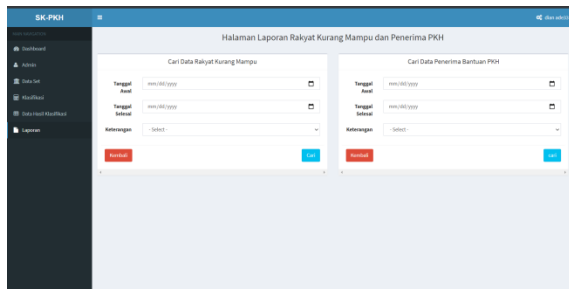 SK-PKH
MAIN NAVIGATION
Dashboard
Admin
Data Set
Klasifikasi
Data Hasil Klasifikasi
Laporan
Halaman Laporan Rakyat Kurang Mampu dan Penerima PKH
Cari Data Rakyat Kurang Mampu
Tanggal Awal
mm/dd/yyyy
Tanggal Selesai
mm/dd/yyyy
Keterangan
- Select -
Kembali
Cari
Cari Data Penerima Bantuan PKH
Tanggal Awal
mm/dd/yyyy
Tanggal Selesai
mm/dd/yyyy
Keterangan
- Select -
Kembali
cari